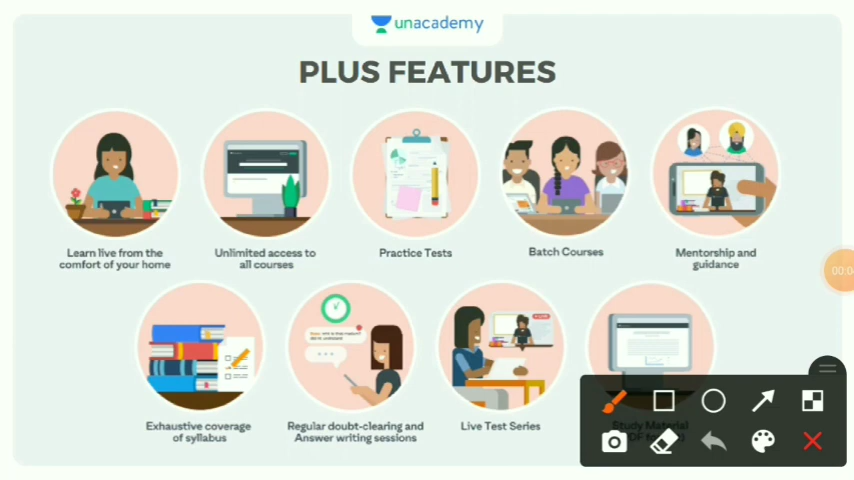 unacademy
PLUS FEATURES
Learn live from the
comfort of your home
Unlimited access to
all courses
Practice Tests
Batch Courses
Mentorship and
guidance
00:0
Exhaustive coverage
of syllabus
Regular doubt-clearing and
Answer writing sessions
Live Test Series
Study Material